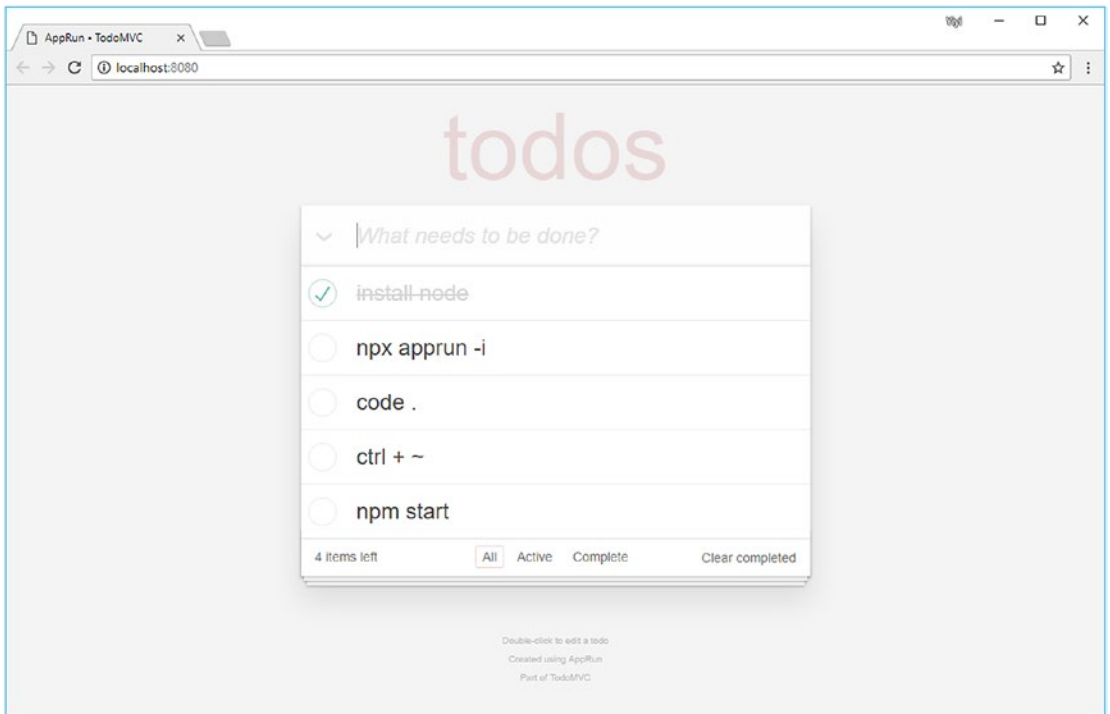 AppRun • TodoMVC
localhost:8080
todos
What needs to be done?
install node
npx apprun -i
code .
ctrl + ~
npm start
4 items left All Active Complete Clear completed
Double-click to edit a todo
Created using AppRun
Part of TodoMVC